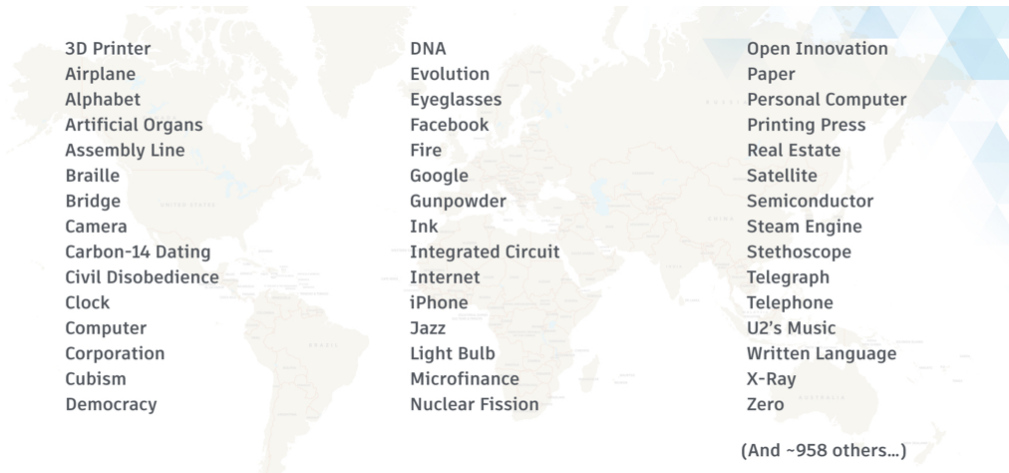 3D Printer
Airplane
Alphabet
Artificial Organs
Assembly Line
Braille
Bridge
Camera
Carbon-14 Dating
Civil Disobedience
Clock
Computer
Corporation
Cubism
Democracy
DNA
Evolution
Eyeglasses
Facebook
Fire
Google
Gunpowder
Ink
Integrated Circuit
Internet
iPhone
Jazz
Light Bulb
Microfinance
Nuclear Fission
Open Innovation
Paper
Personal Computer
Printing Press
Real Estate
Satellite
Semiconductor
Steam Engine
Stethoscope
Telegraph
Telephone
U2's Music
Written Language
X-Ray
Zero
(And ~958 others...)